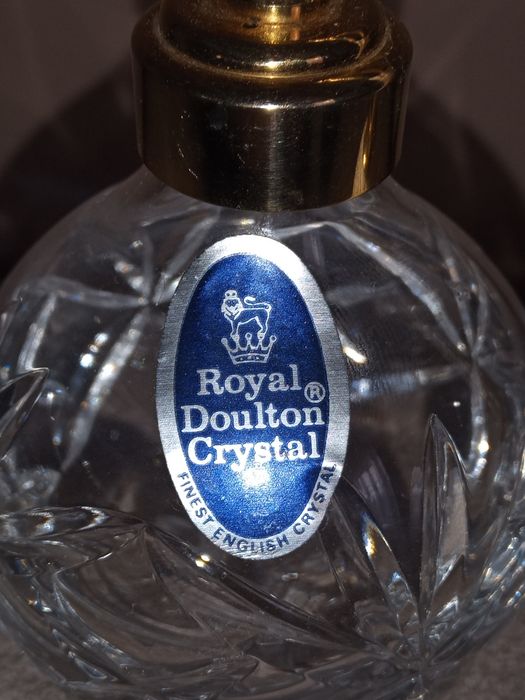 Royal ®
Doulton
Crystal
FINEST ENGLISH CRYSTAL